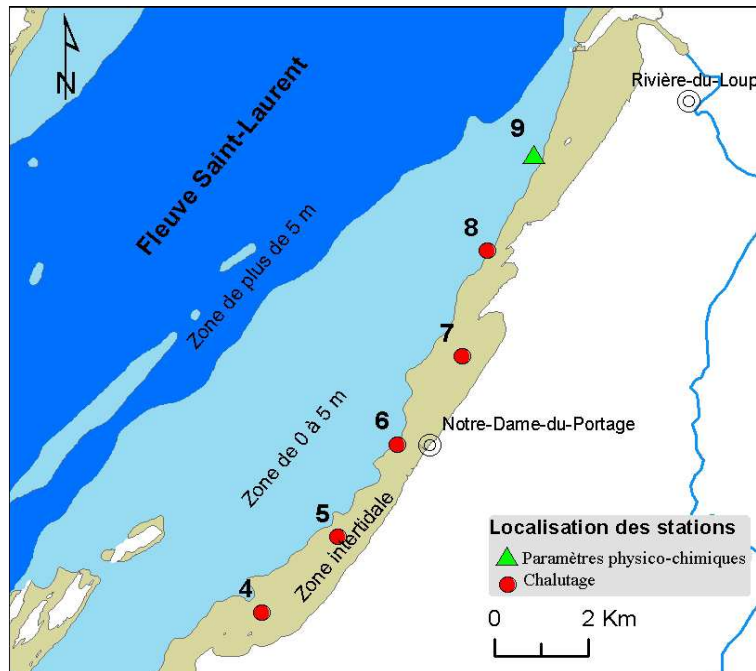 N
Rivière-du-Loup
9
Fleuve Saint-Laurent
8
Zone de plus de 5 m
7
6
Notre-Dame-du-Portage
Zone de 0 à 5 m
5
Zone intertidale
4
Localisation des stations
Paramètres physico-chimiques
Chalutage
0 2 Km